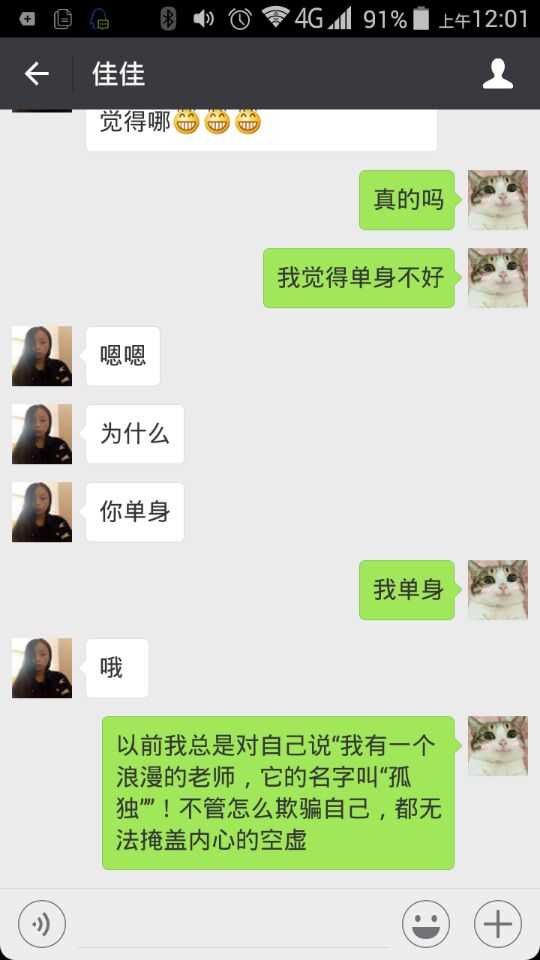 4G 91% 上午12:01
佳佳
觉得哪😁😁😁
真的吗
我觉得单身不好
嗯嗯
为什么
你单身
我单身
哦
以前我总是对自己说“我有一个
浪漫的老师，它的名字叫“孤
独””！不管怎么欺骗自己，都无
法掩盖内心的空虚